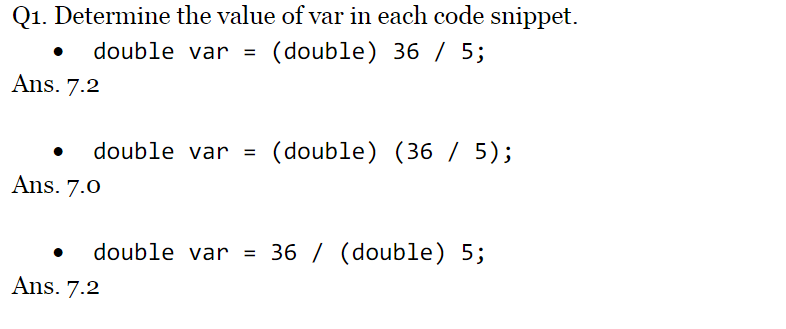 Q1. Determine the value of var in each code snippet.
• double var = (double) 36 / 5;
Ans. 7.2
• double var = (double) (36 / 5);
Ans. 7.0
• double var = 36 / (double) 5;
Ans. 7.2